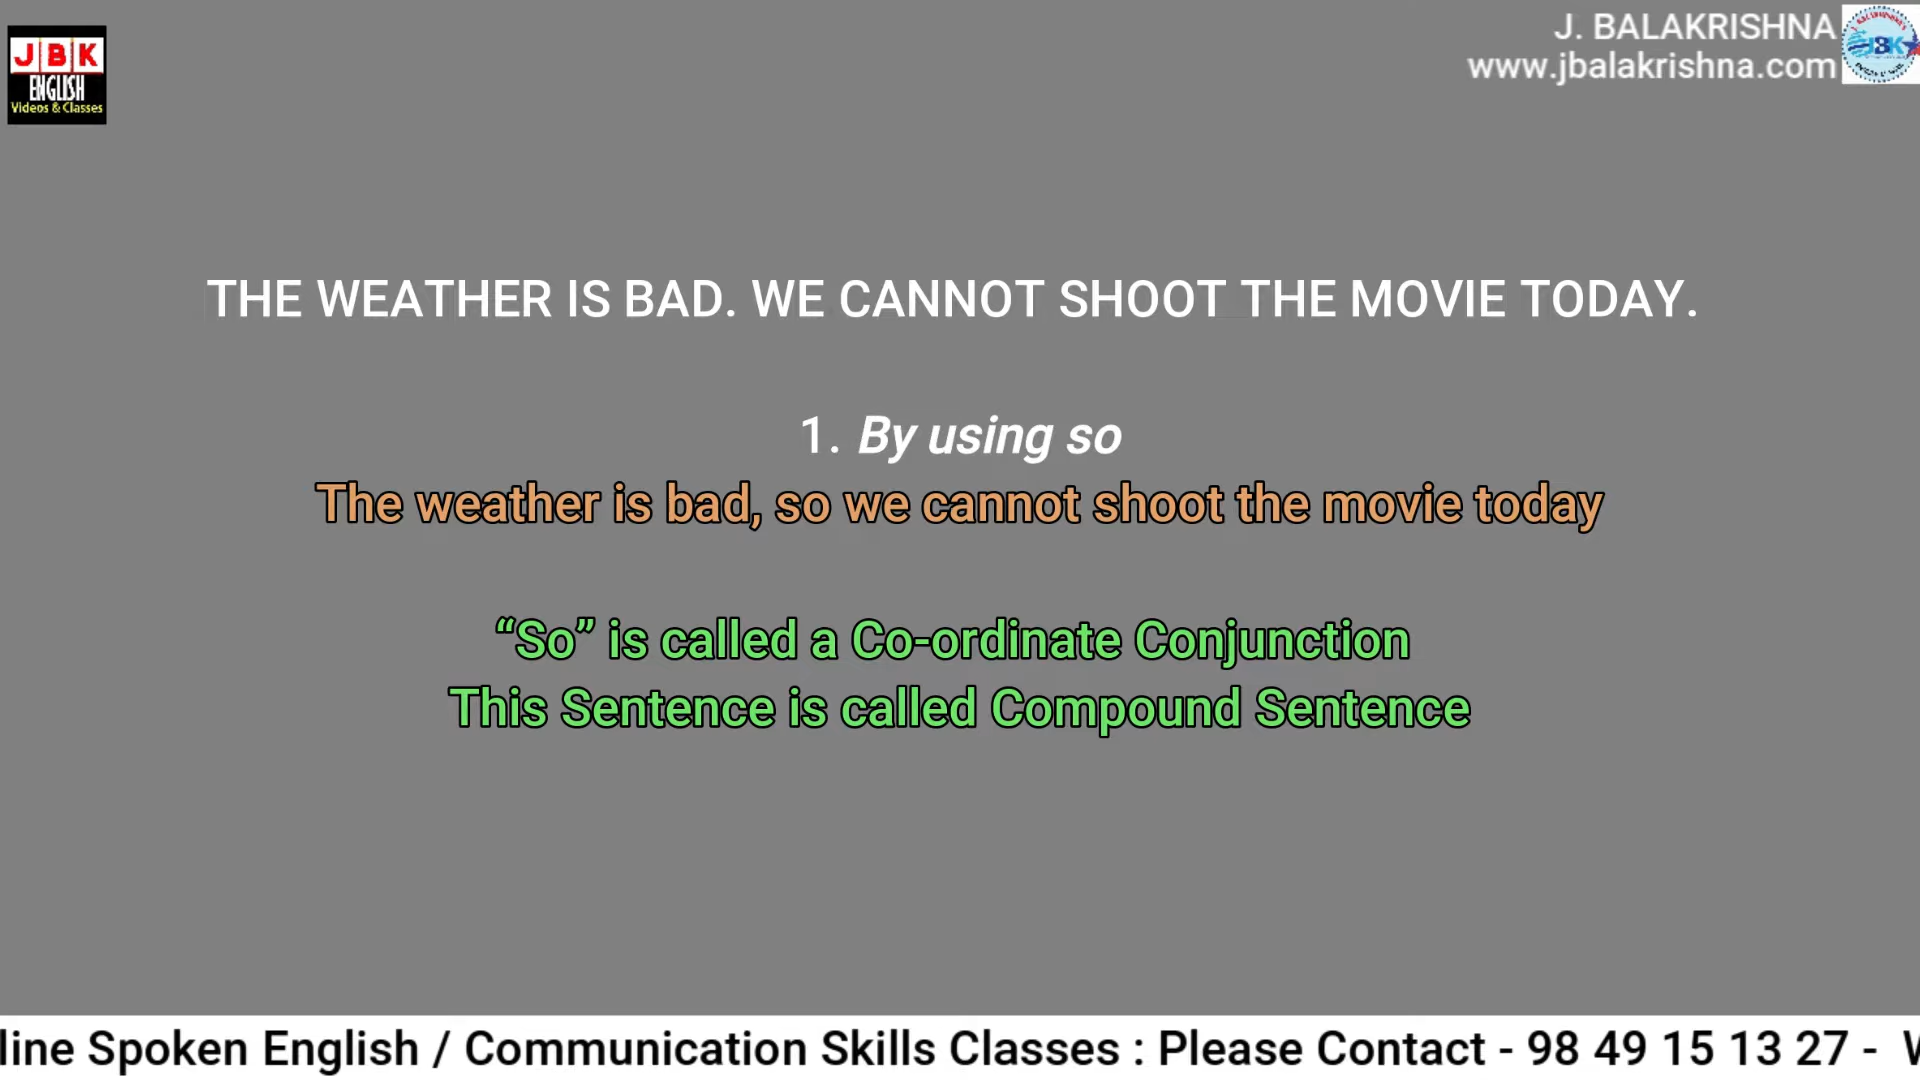 J B K
ENGLISH
Videos & Classes
J. BALAKRISHNA
www.jbalakrishna.com
JBK
THE WEATHER IS BAD. WE CANNOT SHOOT THE MOVIE TODAY.
1. By using so
The weather is bad, so we cannot shoot the movie today
“So” is called a Co-ordinate Conjunction
This Sentence is called Compound Sentence
line Spoken English / Communication Skills Classes : Please Contact - 98 49 15 13 27 - W